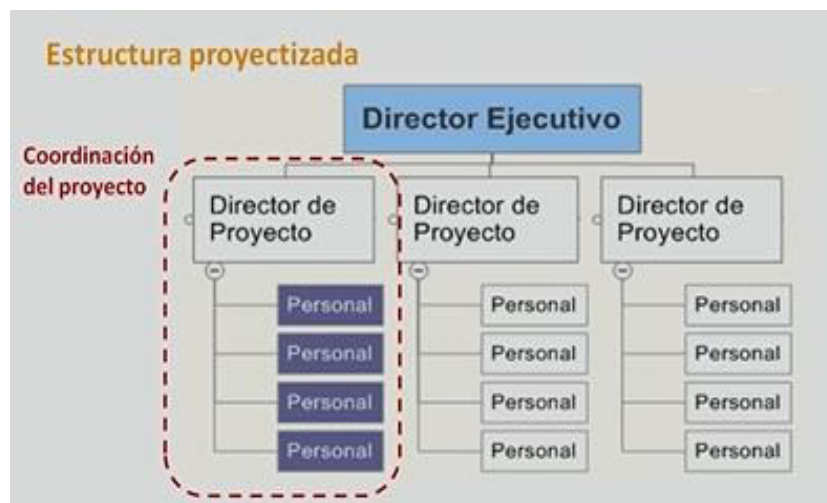 Estructura proyectizada
Director Ejecutivo
Coordinación
del proyecto
Director de
Proyecto
Director de
Proyecto
Director de
Proyecto
Personal
Personal
Personal
Personal
Personal
Personal
Personal
Personal
Personal
Personal
Personal
Personal